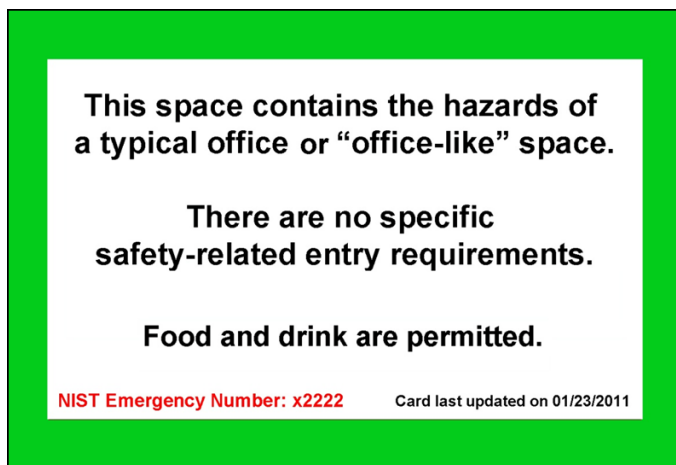 This space contains the hazards of
a typical office or “office-like” space.
There are no specific
safety-related entry requirements.
Food and drink are permitted.
NIST Emergency Number: x2222
Card last updated on 01/23/2011